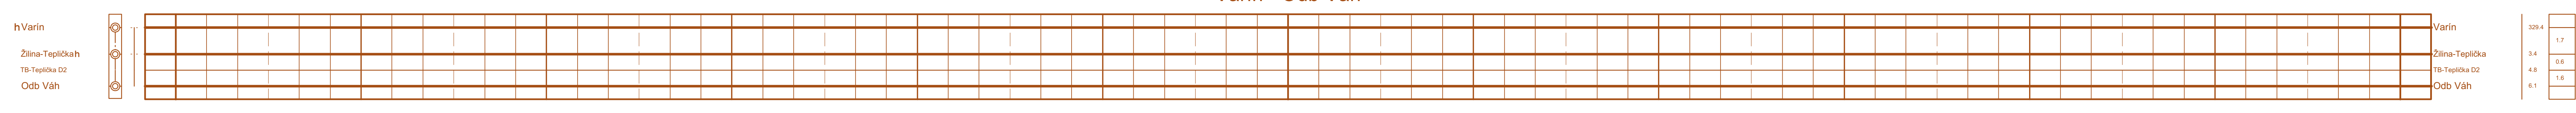 h Varín Varín 329.4
1.7
Žilina-Teplička h Žilina-Teplička 3.4
0.6
TB-Teplička D2 TB-Teplička D2 4.8
1.6
Odb Váh Odb Váh 6.1